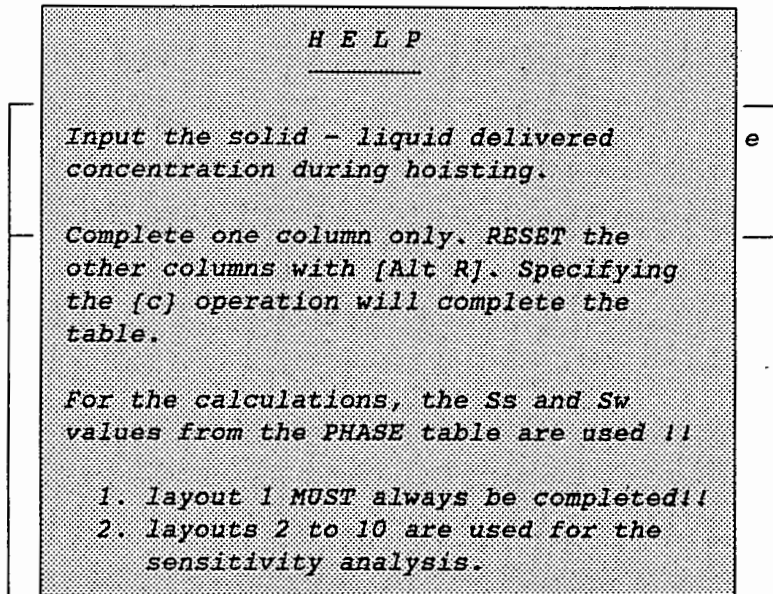 H E L P
Input the solid - liquid delivered
e
concentration during hoisting.
Complete one column only. RESET the
other columns with [Alt R]. Specifying
the {c} operation will complete the
table.
For the calculations, the Ss and Sw
values from the PHASE table are used !!
1. layout 1 MUST always be completed!!
2. layouts 2 to 10 are used for the
sensitivity analysis.